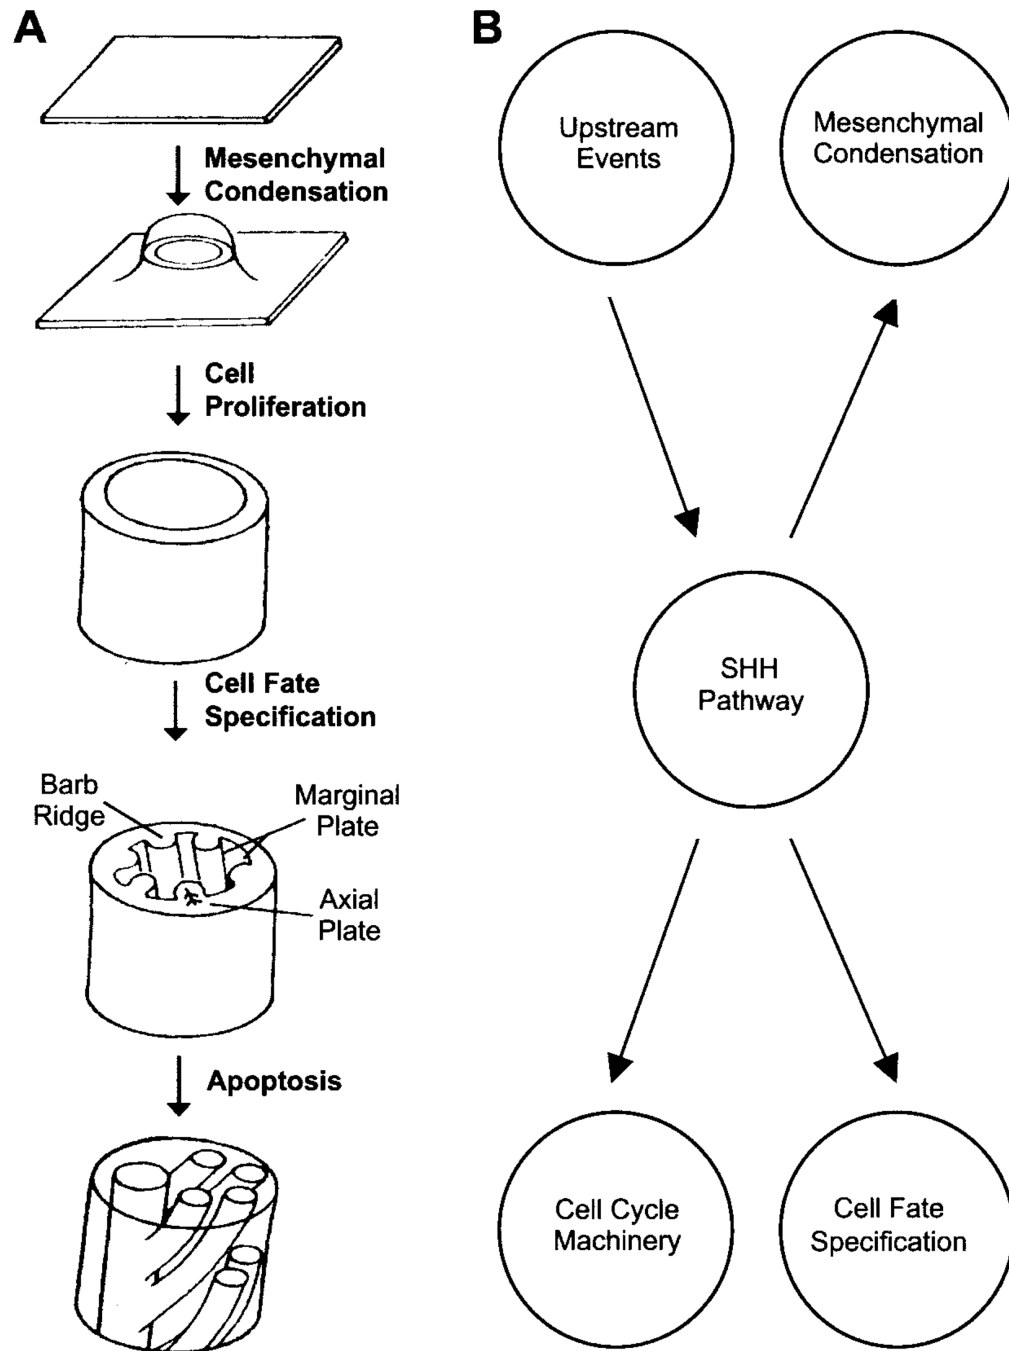 A
Mesenchymal
Condensation
Cell
Proliferation
Cell Fate
Specification
Barb
Ridge
Marginal
Plate
Axial
Plate
Apoptosis
B
Upstream
Events
Mesenchymal
Condensation
SHH
Pathway
Cell Cycle
Machinery
Cell Fate
Specification